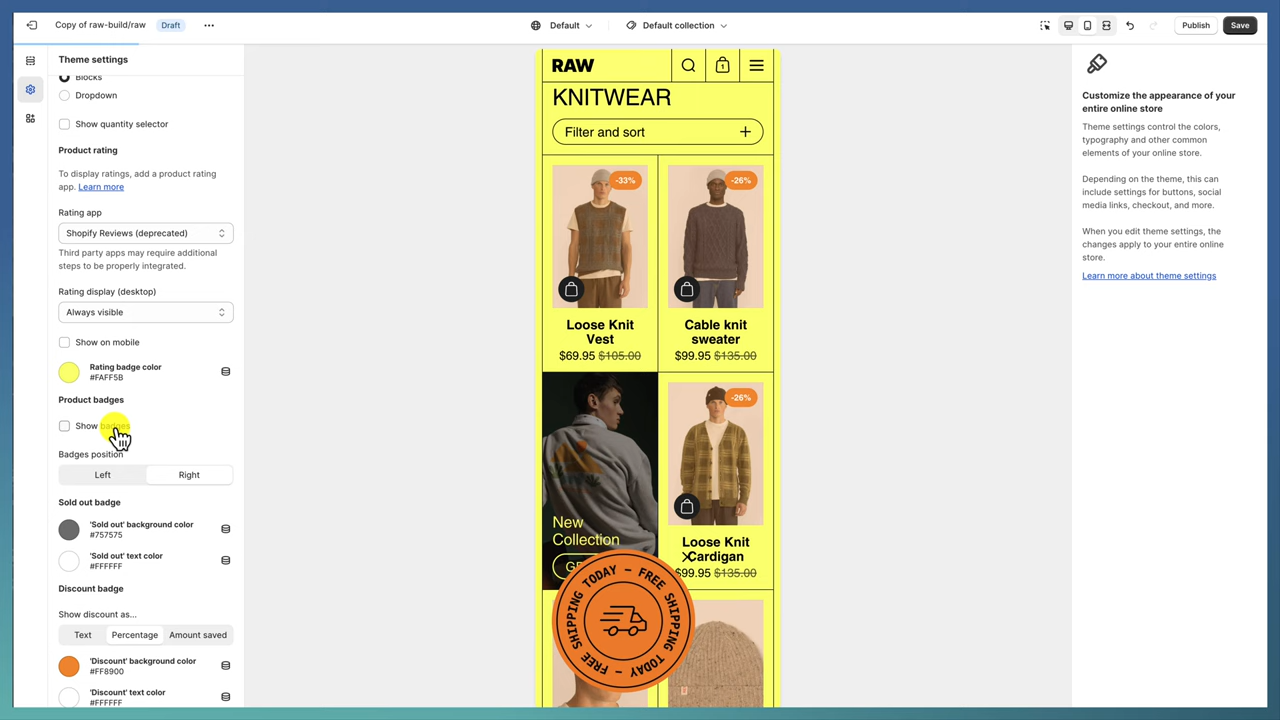 Copy of raw-build/raw
Draft
Default
Default collection
Publish
Save
Theme settings
Blocks
Dropdown
Show quantity selector
Product rating
To display ratings, add a product rating
app. Learn more
Rating app
Shopify Reviews (deprecated)
Third party apps may require additional
steps to be properly integrated.
Rating display (desktop)
Always visible
Show on mobile
Rating badge color
#FAFF5B
Product badges
Show badges
Badges position
Left
Right
Sold out badge
'Sold out' background color
#757575
'Sold out' text color
#FFFFFF
Discount badge
Show discount as...
Text
Percentage
Amount saved
'Discount' background color
#FF8900
'Discount' text color
#FFFFFF
RAW
1
KNITWEAR
Filter and sort
-33%
-26%
Loose Knit
Vest
$69.95 $105.00
Cable knit
sweater
$99.95 $135.00
New
Collection
-26%
Loose Knit
Cardigan
$99.95 $135.00
FREE SHIPPING TODAY – FREE SHIPPING TODAY –
Customize the appearance of your
entire online store
Theme settings control the colors,
typography and other common
elements of your online store.
Depending on the theme, this can
include settings for buttons, social
media links, checkout, and more.
When you edit theme settings, the
changes apply to your entire online
store.
Learn more about theme settings